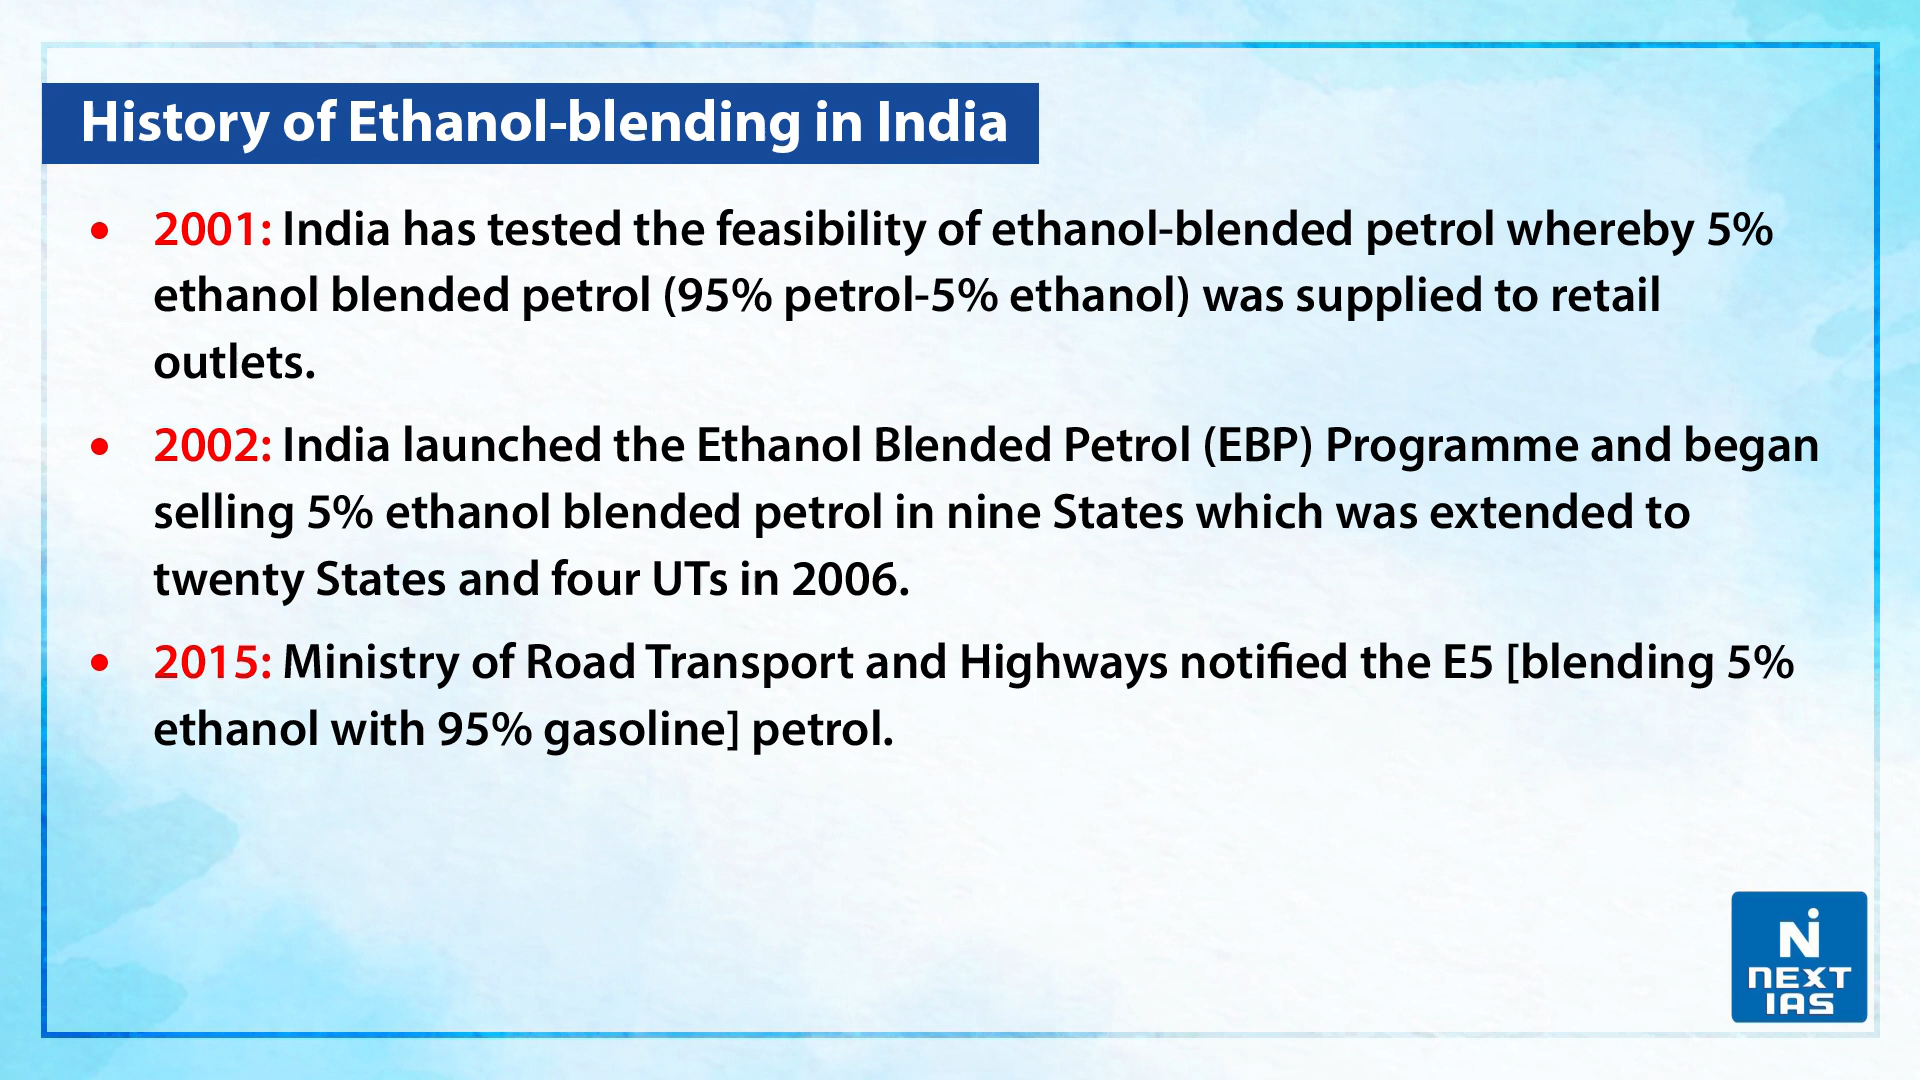 History of Ethanol-blending in India
• 2001: India has tested the feasibility of ethanol-blended petrol whereby 5%
ethanol blended petrol (95% petrol-5% ethanol) was supplied to retail
outlets.
• 2002: India launched the Ethanol Blended Petrol (EBP) Programme and began
selling 5% ethanol blended petrol in nine States which was extended to
twenty States and four UTs in 2006.
• 2015: Ministry of Road Transport and Highways notified the E5 [blending 5%
ethanol with 95% gasoline] petrol.
NEXT
IAS